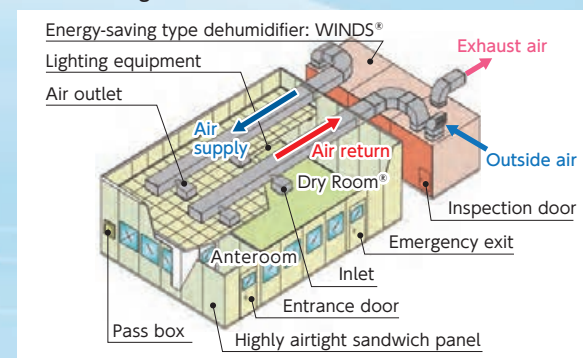 Energy-saving type dehumidifier: WINDS®
Exhaust air
Lighting equipment
Air outlet
Air
supply
Air return
Outside air
Dry Room®
Inspection door
Emergency exit
Anteroom
Inlet
Entrance door
Pass box
Highly airtight sandwich panel